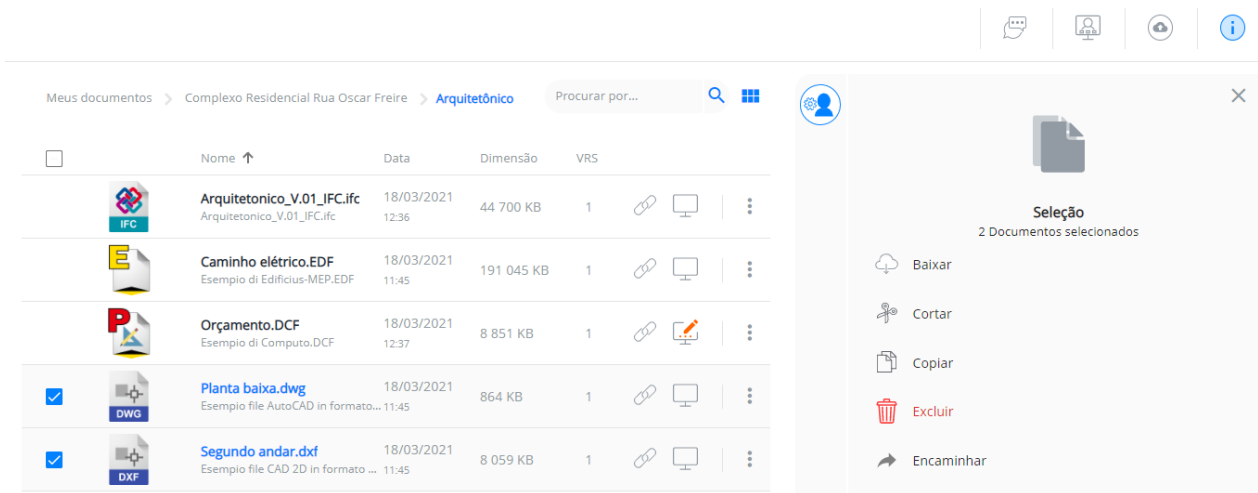 Meus documentos > Complexo Residencial Rua Oscar Freire > Arquitetônico
Procurar por...
Nome Data Dimensão VRS
IFC
Arquitetonico_V.01_IFC.ifc 18/03/2021 44 700 KB 1
Arquitetonico_V.01_IFC.ifc 12:36
E
Caminho elétrico.EDF 18/03/2021 191 045 KB 1
Esempio di Edificius-MEP.EDF 11:45
P
Orçamento.DCF 18/03/2021 8 851 KB 1
Esempio di Computo.DCF 12:37
DWG
Planta baixa.dwg 18/03/2021 864 KB 1
Esempio file AutoCAD in formato... 11:45
DXF
Segundo andar.dxf 18/03/2021 8 059 KB 1
Esempio file CAD 2D in formato ... 11:45
Seleção
2 Documentos selecionados
Baixar
Cortar
Copiar
Excluir
Encaminhar